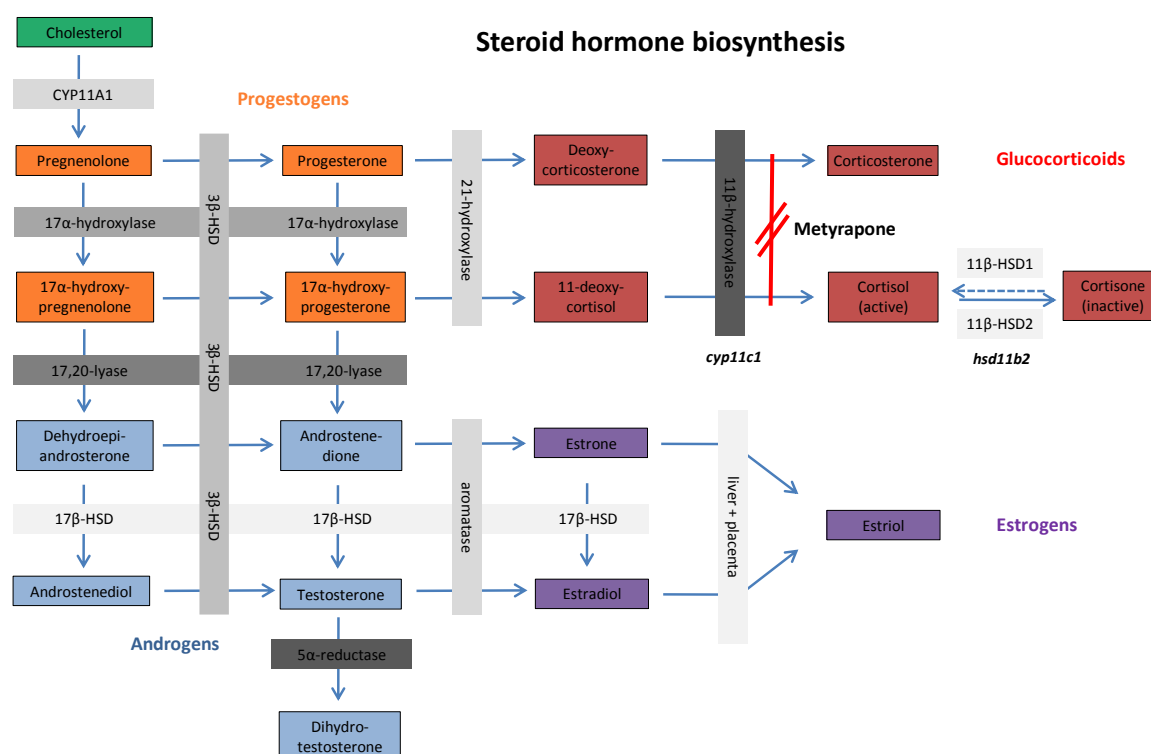 Steroid hormone biosynthesis
Cholesterol
CYP11A1
Progestogens
Pregnenolone
Progesterone
Deoxy-
corticosterone
Corticosterone
Glucocorticoids
3β-HSD
21-hydroxylase
11β-hydroxylase
17α-hydroxylase
17α-hydroxylase
Metyrapone
17α-hydroxy-
pregnenolone
17α-hydroxy-
progesterone
11-deoxy-
cortisol
Cortisol
(active)
11β-HSD1
11β-HSD2
Cortisone
(inactive)
cyp11c1
hsd11b2
3β-HSD
17,20-lyase
17,20-lyase
Dehydroepi-
androsterone
Androstene-
dione
Estrone
3β-HSD
aromatase
liver + placenta
17β-HSD
17β-HSD
17β-HSD
Estriol
Estrogens
Androstenediol
Testosterone
Estradiol
Androgens
5α-reductase
Dihydro-
testosterone